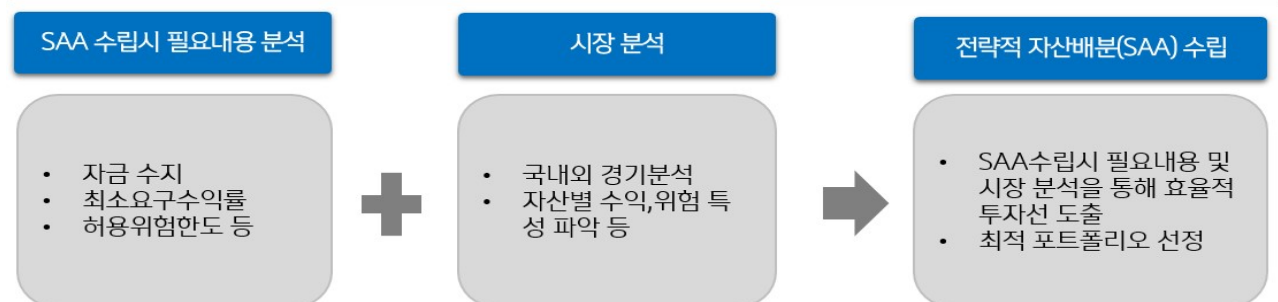 SAA 수립시 필요내용 분석
• 자금 수지
• 최소요구수익률
• 허용위험한도 등
시장 분석
• 국내외 경기분석
• 자산별 수익,위험 특
성 파악 등
전략적 자산배분(SAA) 수립
• SAA수립시 필요내용 및
시장 분석을 통해 효율적
투자선 도출
• 최적 포트폴리오 선정